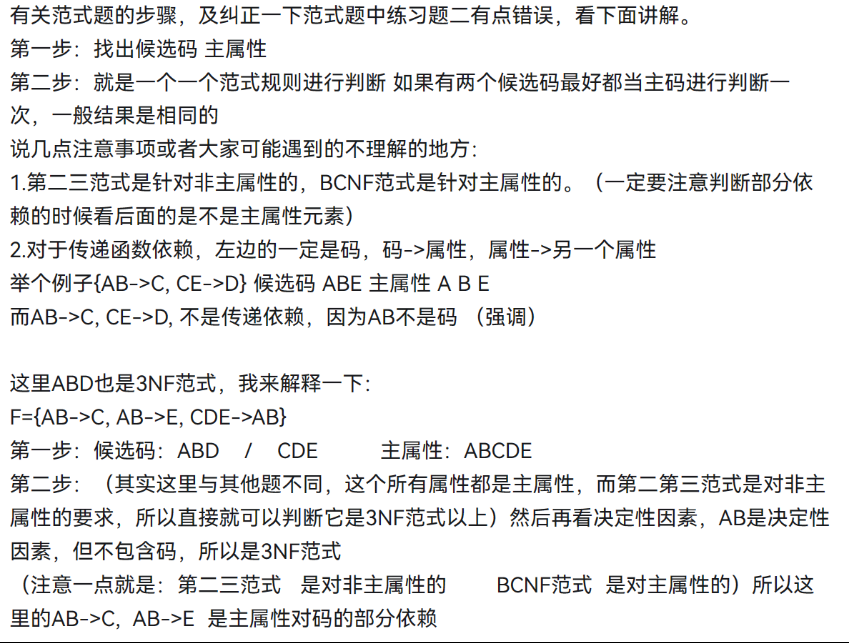 有关范式题的步骤，及纠正一下范式题中练习题二有点错误，看下面讲解。
第一步：找出候选码 主属性
第二步：就是一个一个范式规则进行判断 如果有两个候选码最好都当主码进行判断一
次，一般结果是相同的
说几点注意事项或者大家可能遇到的不理解的地方：
1.第二三范式是针对非主属性的，BCNF范式是针对主属性的。（一定要注意判断部分依
赖的时候看后面的是不是主属性元素）
2.对于传递函数依赖，左边的一定是码，码->属性，属性->另一个属性
举个例子{AB->C, CE->D} 候选码 ABE 主属性 A B E
而AB->C, CE->D, 不是传递依赖，因为AB不是码 （强调）
这里ABD也是3NF范式，我来解释一下：
F={AB->C, AB->E, CDE->AB}
第一步：候选码：ABD / CDE 主属性：ABCDE
第二步：（其实这里与其他题不同，这个所有属性都是主属性，而第二第三范式是对非主
属性的要求，所以直接就可以判断它是3NF范式以上）然后再看决定性因素，AB是决定性
因素，但不包含码，所以是3NF范式
（注意一点就是：第二三范式 是对非主属性的 BCNF范式 是对主属性的）所以这
里的AB->C, AB->E 是主属性对码的部分依赖